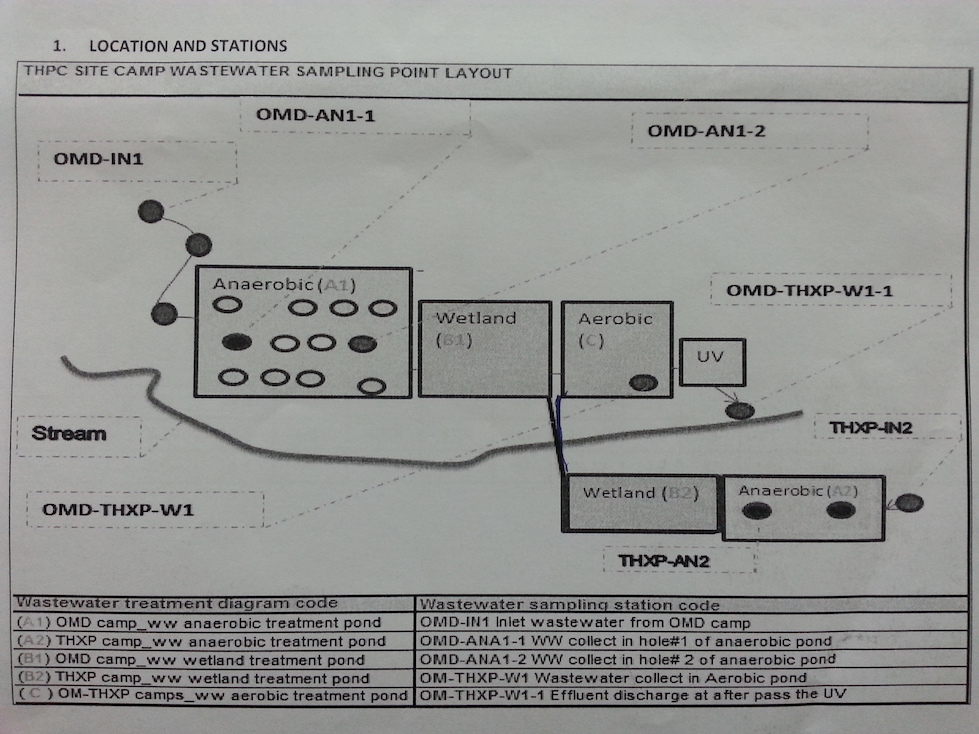 1. LOCATION AND STATIONS
THPC SITE CAMP WASTEWATER SAMPLING POINT LAYOUT
OMD-AN1-1
OMD-AN1-2
OMD-IN1
Anaerobic (A1)
OMD-THXP-W1-1
Wetland
(B1)
Aerobic
(C)
UV
Stream
THXP-IN2
Wetland (B2)
Anaerobic (A2)
OMD-THXP-W1
THXP-AN2
Wastewater treatment diagram code
Wastewater sampling station code
(A1) OMD camp_ww anaerobic treatment pond
OMD-IN1 Inlet wastewater from OMD camp
(A2) THXP camp_ww anaerobic treatment pond
OMD-ANA1-1 WW collect in hole#1 of anaerobic pond
(B1) OMD camp_ww wetland treatment pond
OMD-ANA1-2 WW collect in hole# 2 of anaerobic pond
(B2) THXP camp_ww wetland treatment pond
OM-THXP-W1 Wastewater collect in Aerobic pond
( C ) OM-THXP camps_ww aerobic treatment pond
OM-THXP-W1-1 Effluent discharge at after pass the UV